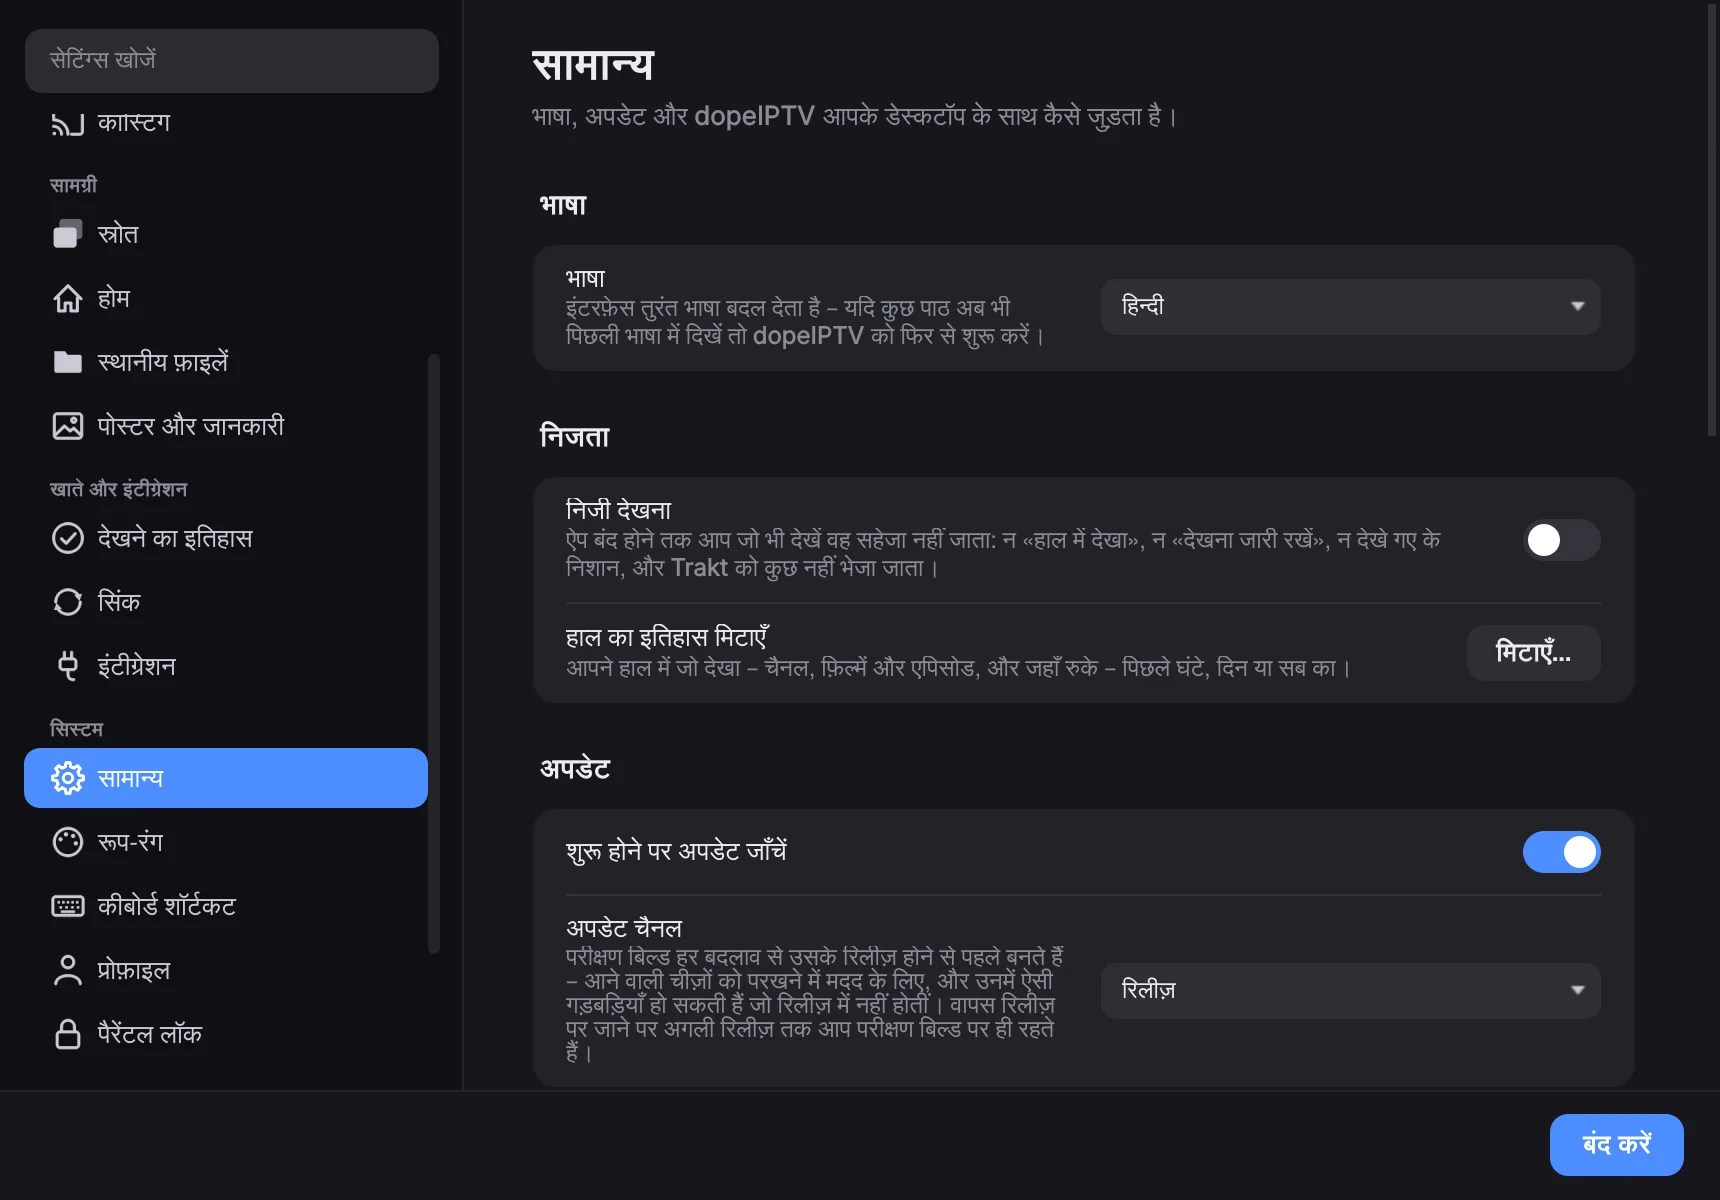 सेटिंग्स खोजें
कास्टिंग
सामग्री
स्रोत
होम
स्थानीय फ़ाइलें
पोस्टर और जानकारी
खाते और इंटीग्रेशन
देखने का इतिहास
सिंक
इंटीग्रेशन
सिस्टम
सामान्य
रूप-रंग
कीबोर्ड शॉर्टकट
प्रोफ़ाइल
पैरेंटल लॉक
सामान्य
भाषा, अपडेट और dopeIPTV आपके डेस्कटॉप के साथ कैसे जुड़ता है।
भाषा
भाषा
इंटरफ़ेस तुरंत भाषा बदल देता है – यदि कुछ पाठ अब भी
पिछली भाषा में दिखें तो dopeIPTV को फिर से शुरू करें।
हिन्दी
निजता
निजी देखना
ऐप बंद होने तक आप जो भी देखें वह सहेजा नहीं जाता: न «हाल में देखा», न «देखना जारी रखें», न देखे गए के
निशान, और Trakt को कुछ नहीं भेजा जाता।
हाल का इतिहास मिटाएँ
आपने हाल में जो देखा – चैनल, फ़िल्में और एपिसोड, और जहाँ रुके – पिछले घंटे, दिन या सब का।
मिटाएँ...
अपडेट
शुरू होने पर अपडेट जाँचें
अपडेट चैनल
परीक्षण बिल्ड हर बदलाव से उसके रिलीज़ होने से पहले बनते हैं
– आने वाली चीज़ों को परखने में मदद के लिए, और उनमें ऐसी
गड़बड़ियाँ हो सकती हैं जो रिलीज़ में नहीं होतीं। वापस रिलीज़
पर जाने पर अगली रिलीज़ तक आप परीक्षण बिल्ड पर ही रहते
हैं।
रिलीज़
बंद करें